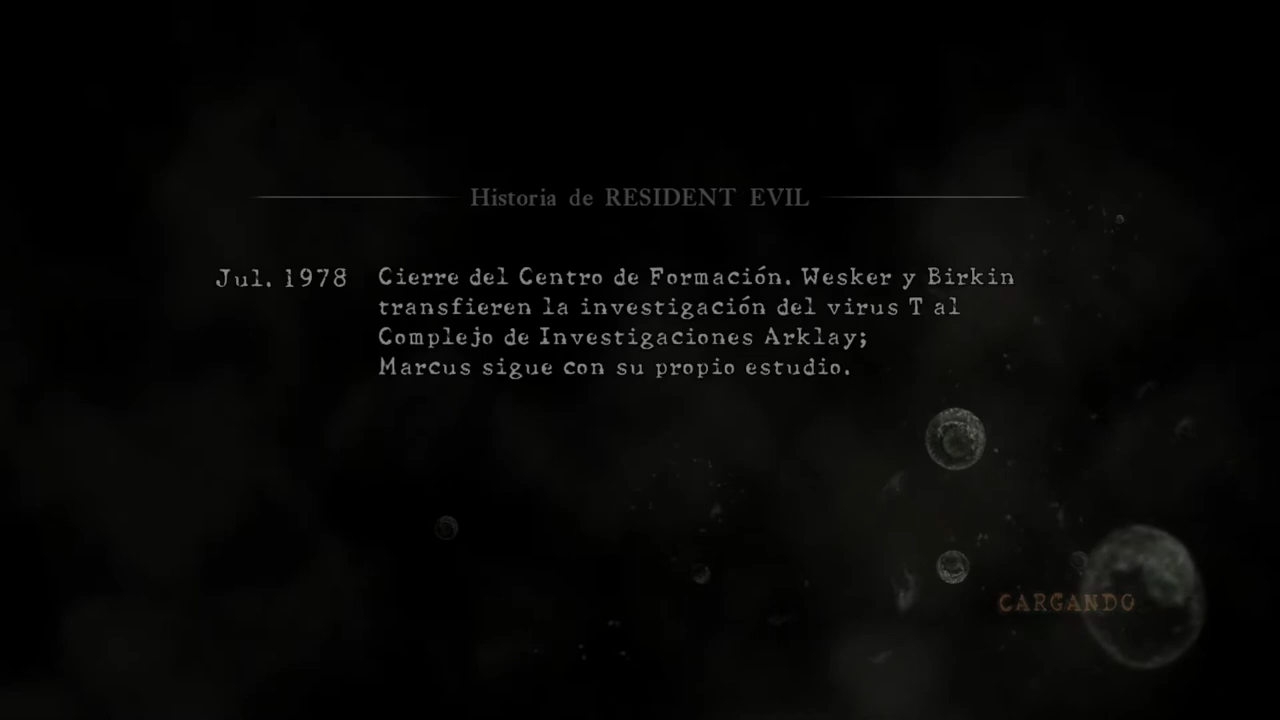 Historia de RESIDENT EVIL
Jul. 1978 Cierre del Centro de Formación. Wesker y Birkin
transfieren la investigación del virus T al
Complejo de Investigaciones Arklay;
Marcus sigue con su propio estudio.
CARGANDO